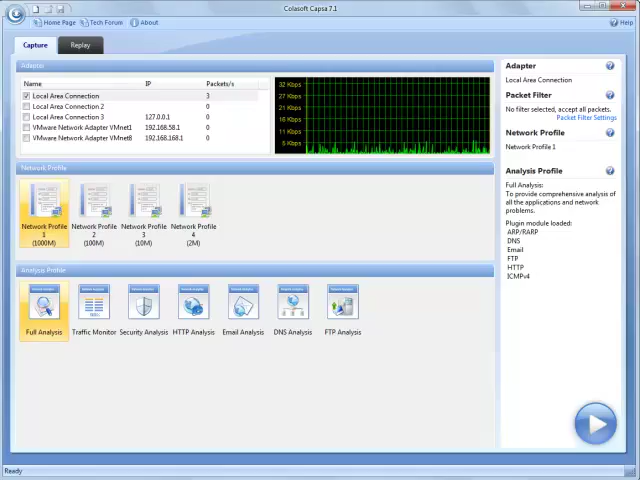 Colasoft Capsa 7.1
Home Page Tech Forum About Help
Capture Replay
Adapter
Name IP Packets/s
Local Area Connection 3
Local Area Connection 2 0
Local Area Connection 3 127.0.0.1 0
VMware Network Adapter VMnet1 192.168.58.1 0
VMware Network Adapter VMnet8 192.168.168.1 0
32 Kbps
27 Kbps
21 Kbps
16 Kbps
11 Kbps
5 Kbps
Network Profile
Network Profile 1 (1000M)
Network Profile 2 (100M)
Network Profile 3 (10M)
Network Profile 4 (2M)
Analysis Profile
Full Analysis Traffic Monitor Security Analysis HTTP Analysis Email Analysis DNS Analysis FTP Analysis
Adapter
Local Area Connection
Packet Filter
No filter selected, accept all packets.
Packet Filter Settings
Network Profile
Network Profile 1
Analysis Profile
Full Analysis:
To provide comprehensive analysis of
all the applications and network
problems.
Plugin module loaded:
ARP/RARP
DNS
Email
FTP
HTTP
ICMPv4
Ready